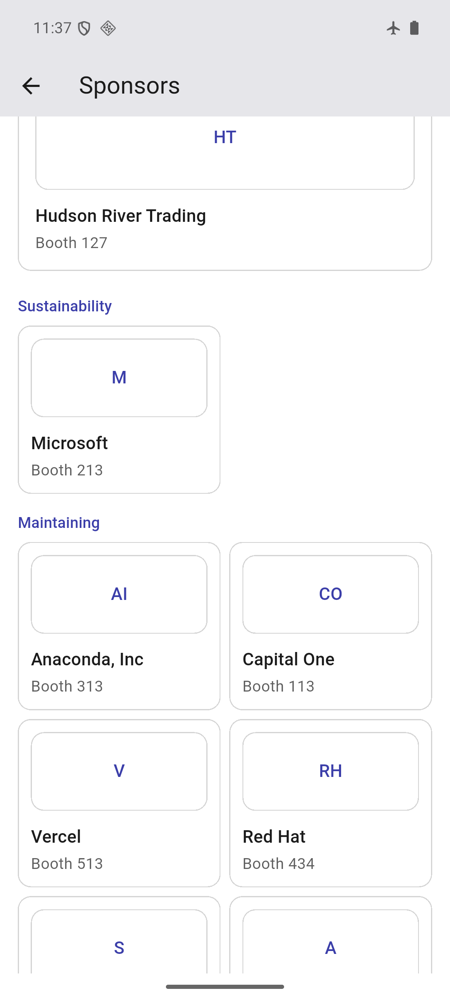 11:37
Sponsors
HT
Hudson River Trading
Booth 127
Sustainability
M
Microsoft
Booth 213
Maintaining
AI
CO
Anaconda, Inc
Capital One
Booth 313
Booth 113
V
RH
Vercel
Red Hat
Booth 513
Booth 434
S
A